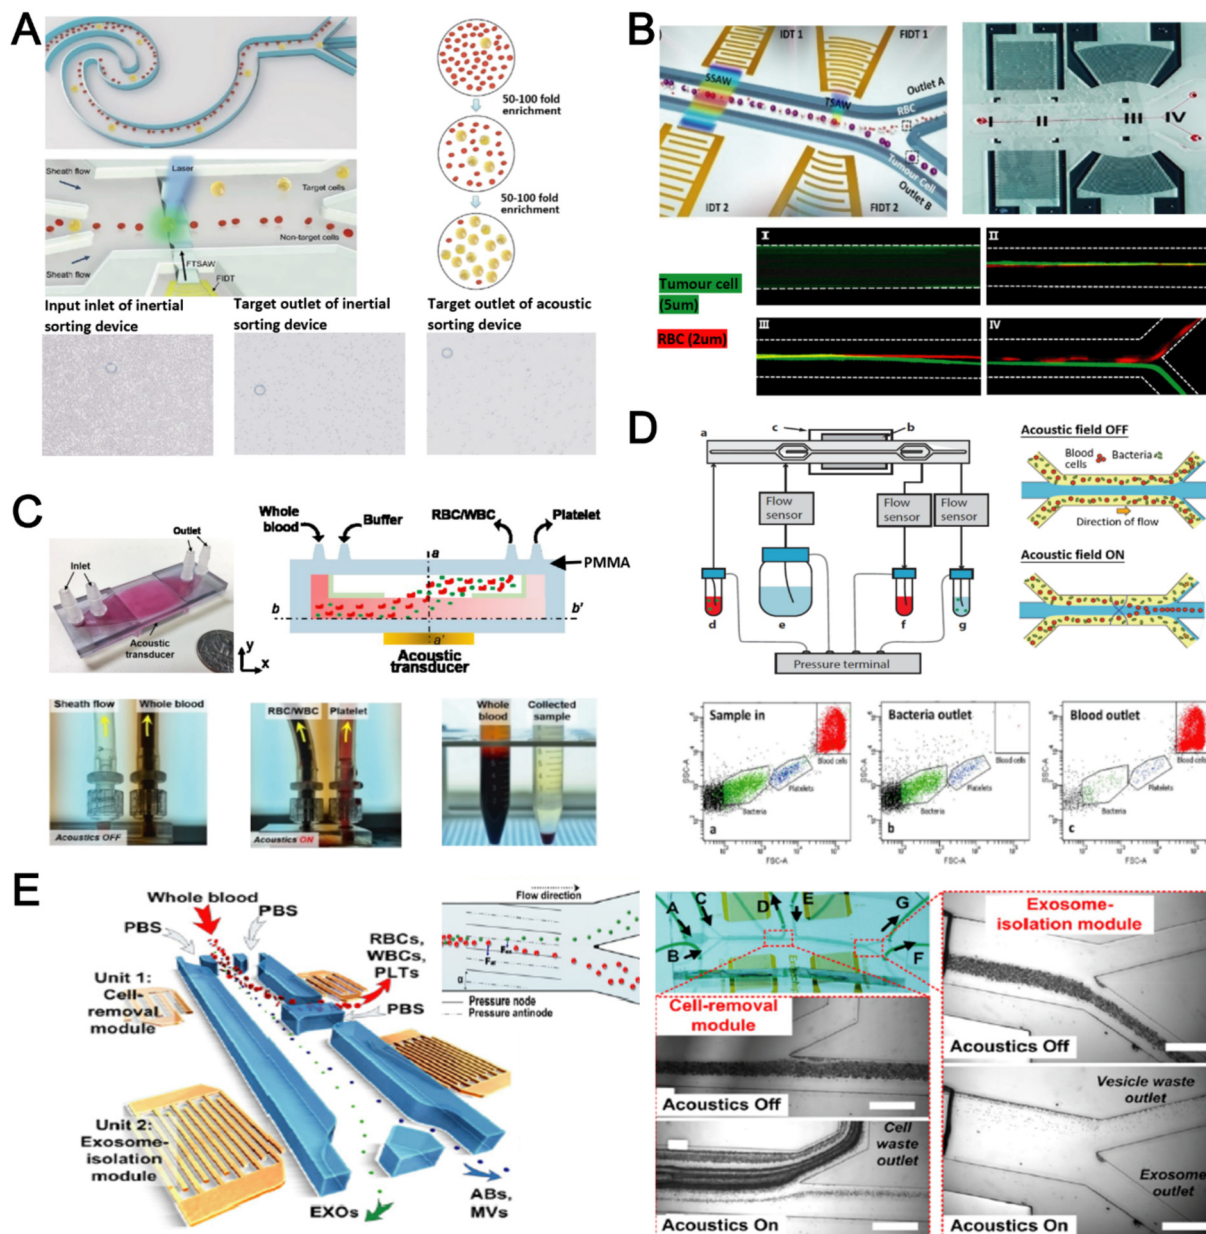 A
50-100 fold
enrichment
50-100 fold
enrichment
Laser
Sheath flow
Target cells
Non-target cells
Sheath flow
FTSAW
FIDT
Input inlet of inertial
sorting device
Target outlet of inertial
sorting device
Target outlet of acoustic
sorting device
B
IDT 1
FIDT 1
SSAW
TSAW
Outlet A
RBC
Tumour Cell
Outlet B
IDT 2
FIDT 2
I
II
III
IV
Tumour cell
(5um)
RBC (2um)
I
II
III
IV
C
Outlet
Inlet
Acoustic
transducer
y
x
Whole
blood
Buffer
RBC/WBC
Platelet
a
PMMA
b
b'
a'
Acoustic
transducer
Sheath flow
Whole blood
Acoustics OFF
RBC/WBC
Platelet
Acoustics ON
Whole
blood
Collected
sample
D
a
c
b
Flow
sensor
Flow
sensor
Flow
sensor
d
e
f
g
Pressure terminal
Acoustic field OFF
Blood
cells
Bacteria
Direction of flow
Acoustic field ON
Sample in
SSC-A
Blood cells
Platelets
Bacteria
a
FSC-A
Bacteria outlet
SSC-A
Blood cells
Platelets
Bacteria
b
FSC-A
Blood outlet
SSC-A
Blood cells
Platelets
Bacteria
c
FSC-A
E
Whole blood
PBS
PBS
RBCs,
WBCs,
PLTs
Unit 1:
Cell-
removal
module
PBS
Unit 2:
Exosome-
isolation
module
EXOs
ABs,
MVs
Flow direction
α
Pressure node
Pressure antinode
A
C
D
E
G
B
F
Cell-removal
module
Acoustics Off
Cell
waste
outlet
Acoustics On
Exosome-
isolation module
Acoustics Off
Vesicle waste
outlet
Exosome
outlet
Acoustics On